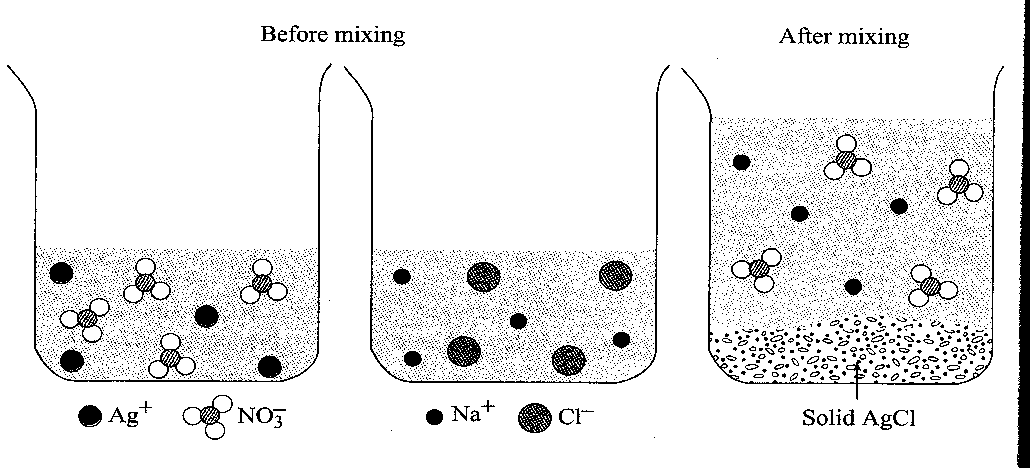 Before mixing
After mixing
Ag⁺
NO₃⁻
Na⁺
Cl⁻
Solid AgCl